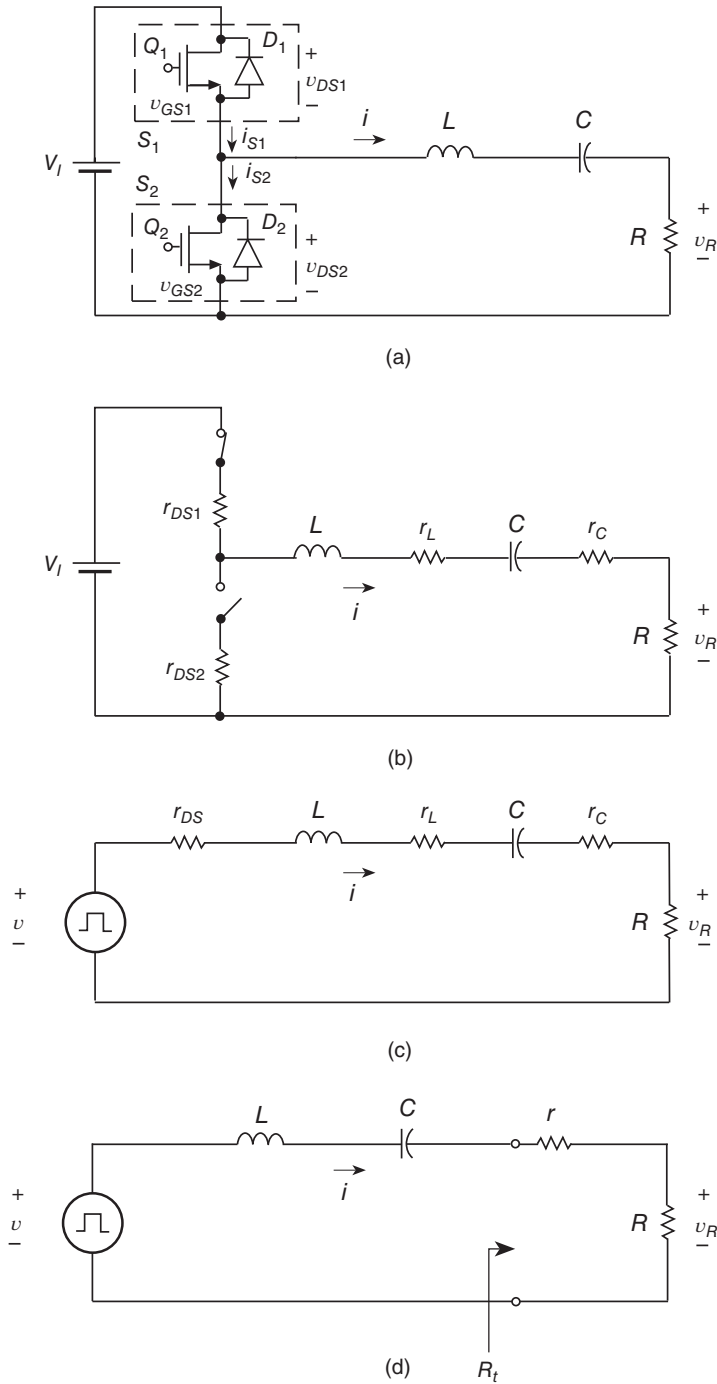 Q1 D1 +
vDS1
vGS1 −
S1 iS1 i L C
VI
S2 iS2
Q2 D2 + R + vR −
vDS2
vGS2 −
(a)
rDS1 L rL C rC
VI
i
R + vR −
rDS2
(b)
rDS L rL C rC
i
+ v − R + vR −
(c)
L C r
i
+ v − R + vR −
Rt
(d)